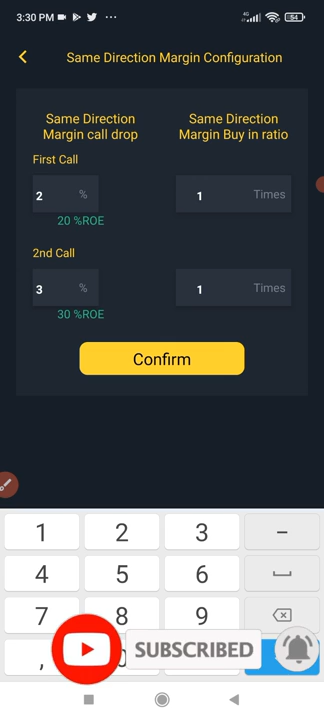 3:30 PM ... 4G 54
Same Direction Margin Configuration
Same Direction Same Direction
Margin call drop Margin Buy in ratio
First Call
2 % 1 Times
20 %ROE
2nd Call
3 % 1 Times
30 %ROE
Confirm
1 2 3 –
4 5 6
7 8 9
,
SUBSCRIBED